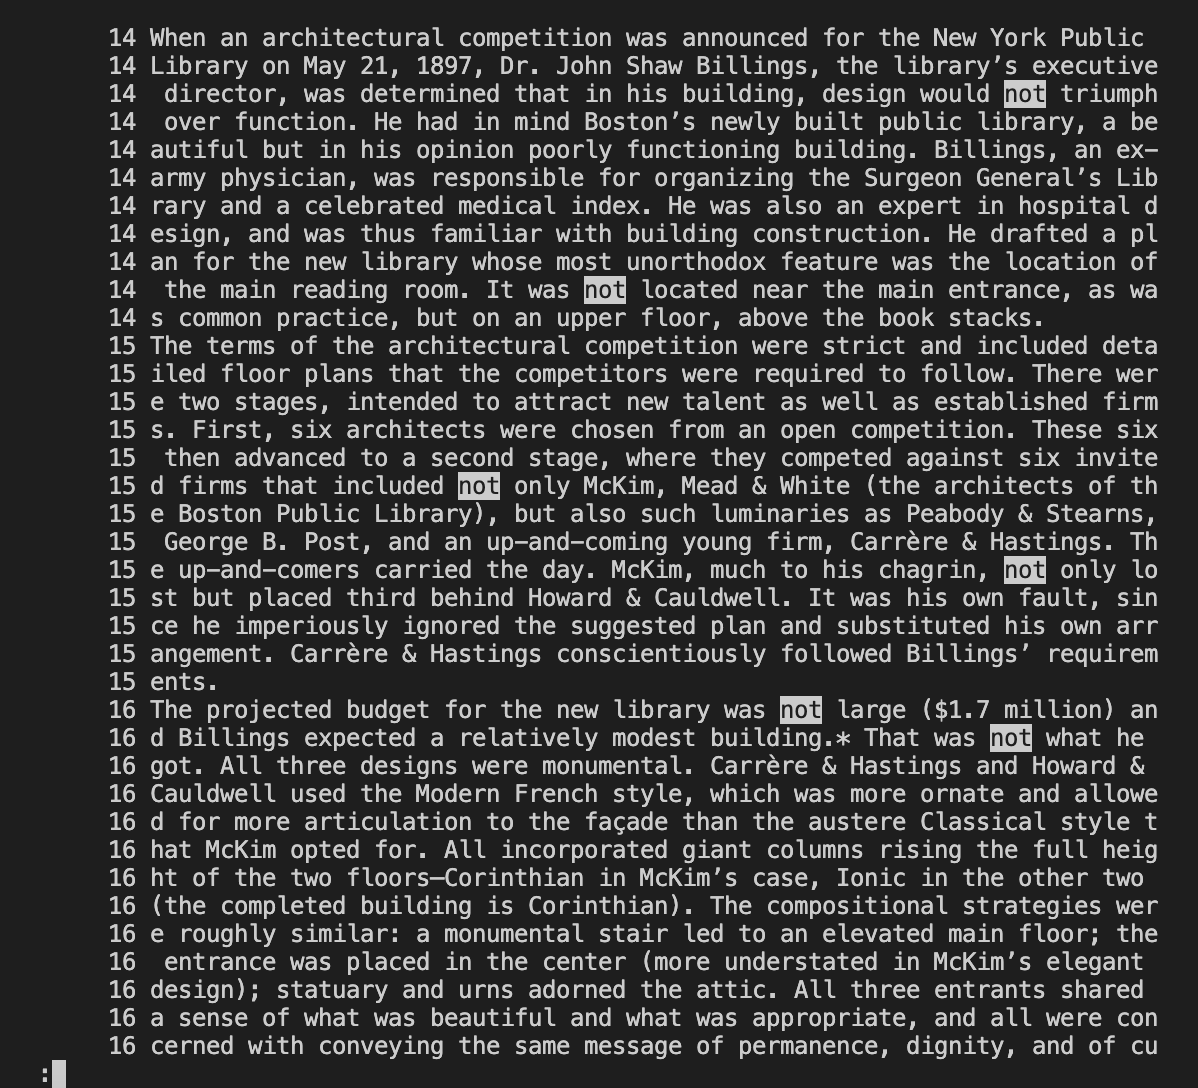 14 When an architectural competition was announced for the New York Public
14 Library on May 21, 1897, Dr. John Shaw Billings, the library’s executive
14  director, was determined that in his building, design would not triumph
14  over function. He had in mind Boston’s newly built public library, a be
14 autiful but in his opinion poorly functioning building. Billings, an ex–
14 army physician, was responsible for organizing the Surgeon General’s Lib
14 rary and a celebrated medical index. He was also an expert in hospital d
14 esign, and was thus familiar with building construction. He drafted a pl
14 an for the new library whose most unorthodox feature was the location of
14  the main reading room. It was not located near the main entrance, as wa
14 s common practice, but on an upper floor, above the book stacks.
15 The terms of the architectural competition were strict and included deta
15 iled floor plans that the competitors were required to follow. There wer
15 e two stages, intended to attract new talent as well as established firm
15 s. First, six architects were chosen from an open competition. These six
15  then advanced to a second stage, where they competed against six invite
15 d firms that included not only McKim, Mead & White (the architects of th
15 e Boston Public Library), but also such luminaries as Peabody & Stearns,
15  George B. Post, and an up–and–coming young firm, Carrère & Hastings. Th
15 e up–and–comers carried the day. McKim, much to his chagrin, not only lo
15 st but placed third behind Howard & Cauldwell. It was his own fault, sin
15 ce he imperiously ignored the suggested plan and substituted his own arr
15 angement. Carrère & Hastings conscientiously followed Billings’ requirem
15 ents.
16 The projected budget for the new library was not large ($1.7 million) an
16 d Billings expected a relatively modest building.* That was not what he
16 got. All three designs were monumental. Carrère & Hastings and Howard &
16 Cauldwell used the Modern French style, which was more ornate and allowe
16 d for more articulation to the façade than the austere Classical style t
16 hat McKim opted for. All incorporated giant columns rising the full heig
16 ht of the two floors—Corinthian in McKim’s case, Ionic in the other two
16 (the completed building is Corinthian). The compositional strategies wer
16 e roughly similar: a monumental stair led to an elevated main floor; the
16  entrance was placed in the center (more understated in McKim’s elegant
16 design); statuary and urns adorned the attic. All three entrants shared
16 a sense of what was beautiful and what was appropriate, and all were con
16 cerned with conveying the same message of permanence, dignity, and of cu
: